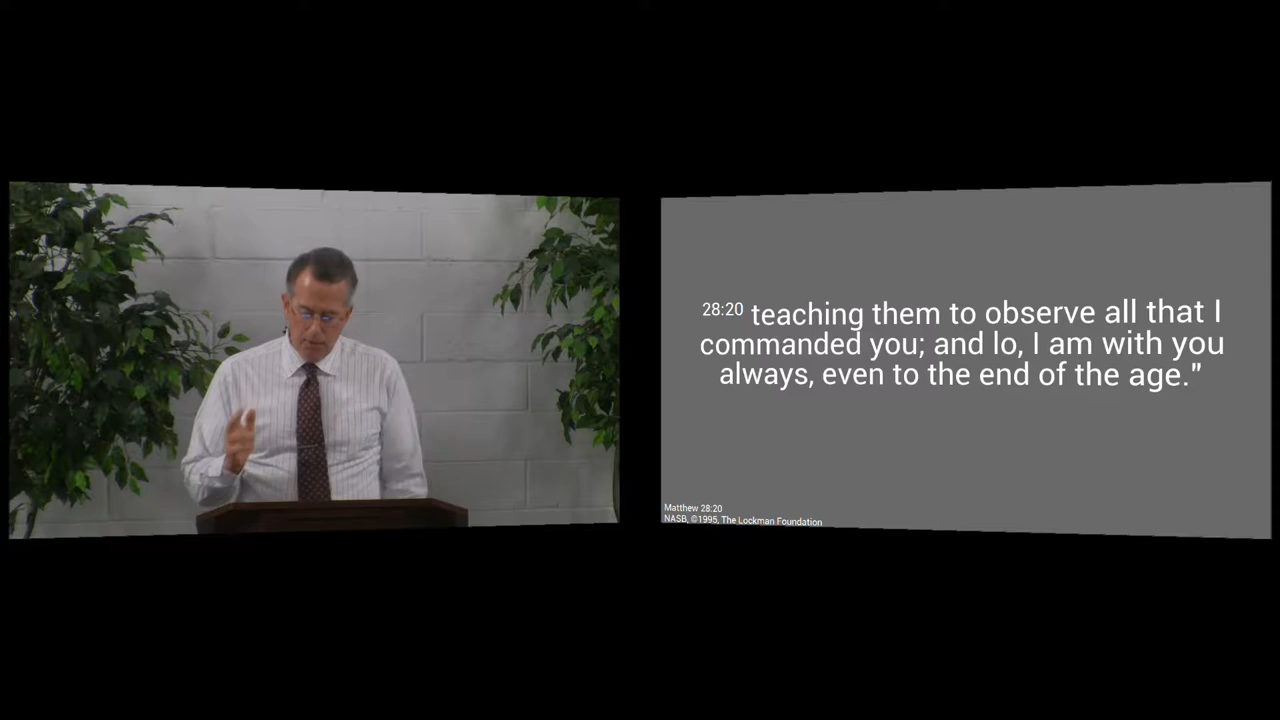 28:20 teaching them to observe all that I
commanded you; and lo, I am with you
always, even to the end of the age."
Matthew 28:20
NASB, ©1995, The Lockman Foundation